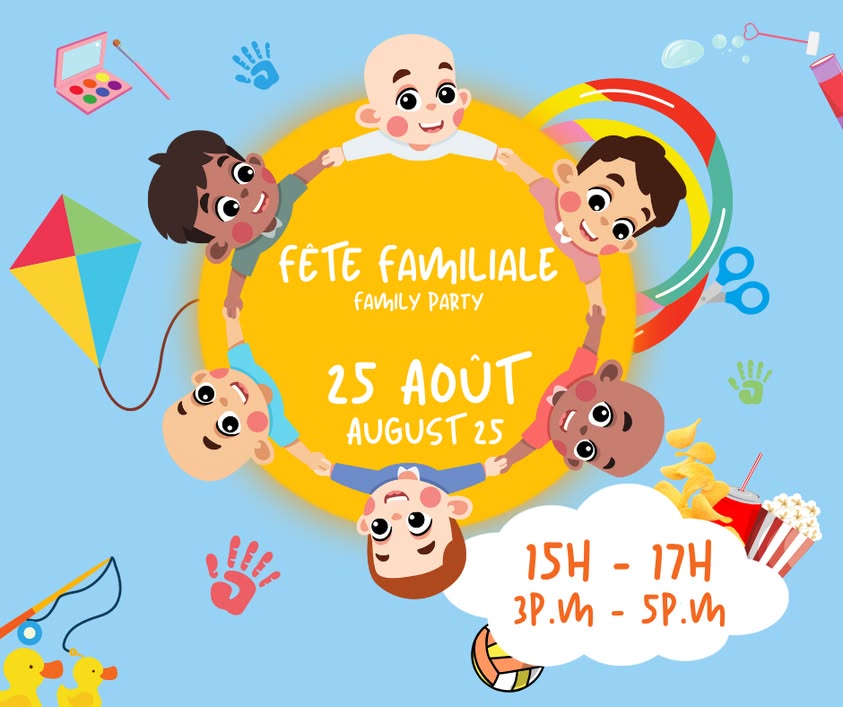 FÊTE FAMILIALE
FAMILY PARTY
25 AOÛT
AUGUST 25
15H - 17H
3P.M - 5P.M